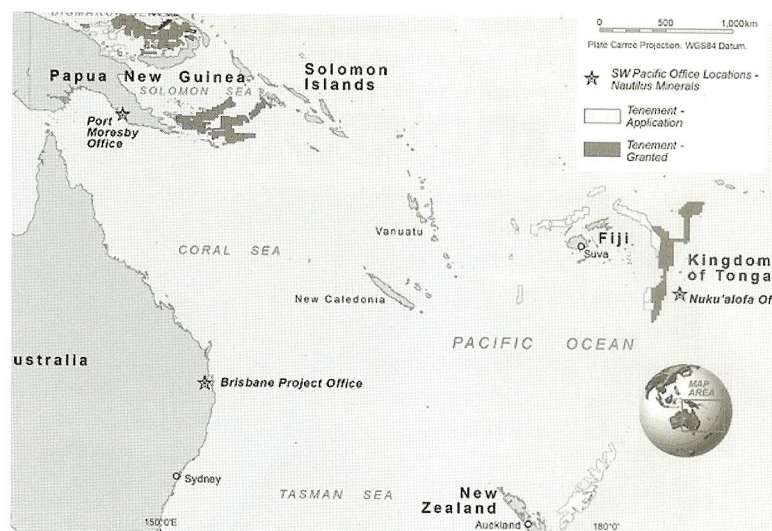 BISMARCK SEA
Papua New Guinea
SOLOMON SEA
Solomon
Islands
Port
Moresby
Office
0 500 1,000km
Plate Carree Projection. WGS84 Datum.
SW Pacific Office Locations -
Nautilus Minerals
Tenement -
Application
Tenement -
Granted
Vanuatu
CORAL SEA
New Caledonia
Fiji
Suva
Kingdom
of Tonga
Nuku'alofa Of
PACIFIC OCEAN
ustralia
Brisbane Project Office
MAP
AREA
Sydney
TASMAN SEA
New
Zealand
Auckland
150°0'E
180°0'